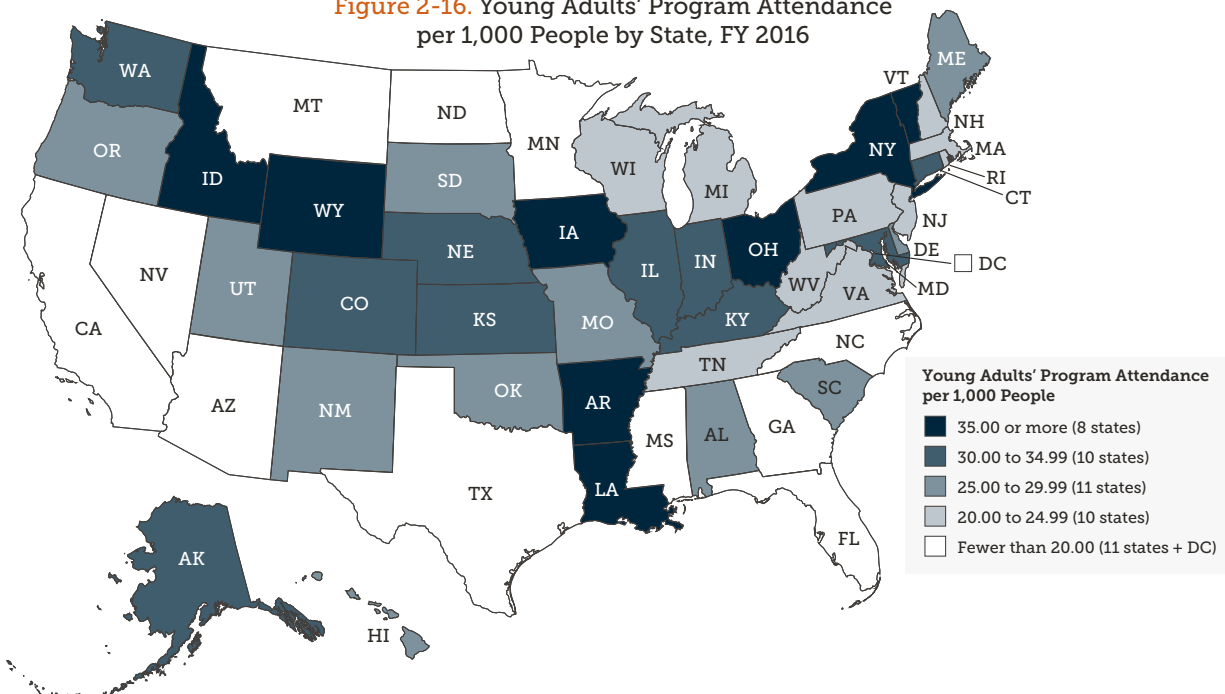 Figure 2-16. Young Adults' Program Attendance
per 1,000 People by State, FY 2016
WA
MT
ND
MN
VT
ME
OR
ID
WY
SD
WI
MI
NY
NH
MA
RI
CT
NV
UT
CO
NE
IA
IL
IN
OH
PA
NJ
DE
DC
MD
CA
KS
MO
KY
WV
VA
AZ
NM
OK
AR
TN
NC
SC
TX
LA
MS
AL
GA
FL
AK
HI
Young Adults' Program Attendance
per 1,000 People
35.00 or more (8 states)
30.00 to 34.99 (10 states)
25.00 to 29.99 (11 states)
20.00 to 24.99 (10 states)
Fewer than 20.00 (11 states + DC)